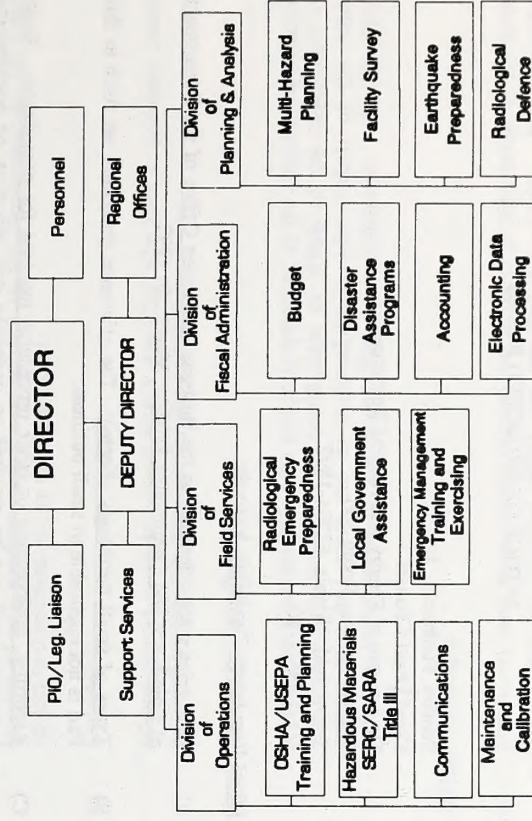 DIRECTOR
PIO/Leg. Liaison
Personnel
DEPUTY DIRECTOR
Support Services
Regional
Offices
Division
of
Operations
OSHA/USEPA
Training and Planning
Hazardous Materials
SERC/SARA
Title III
Communications
Maintenance
and
Calibration
Division
of
Field Services
Radiological
Emergency
Preparedness
Local Government
Assistance
Emergency Management
Training and
Exercising
Division
of
Fiscal Administration
Budget
Disaster
Assistance
Programs
Accounting
Electronic Data
Processing
Division
of
Planning & Analysis
Multi-Hazard
Planning
Facility Survey
Earthquake
Preparedness
Radiological
Defence